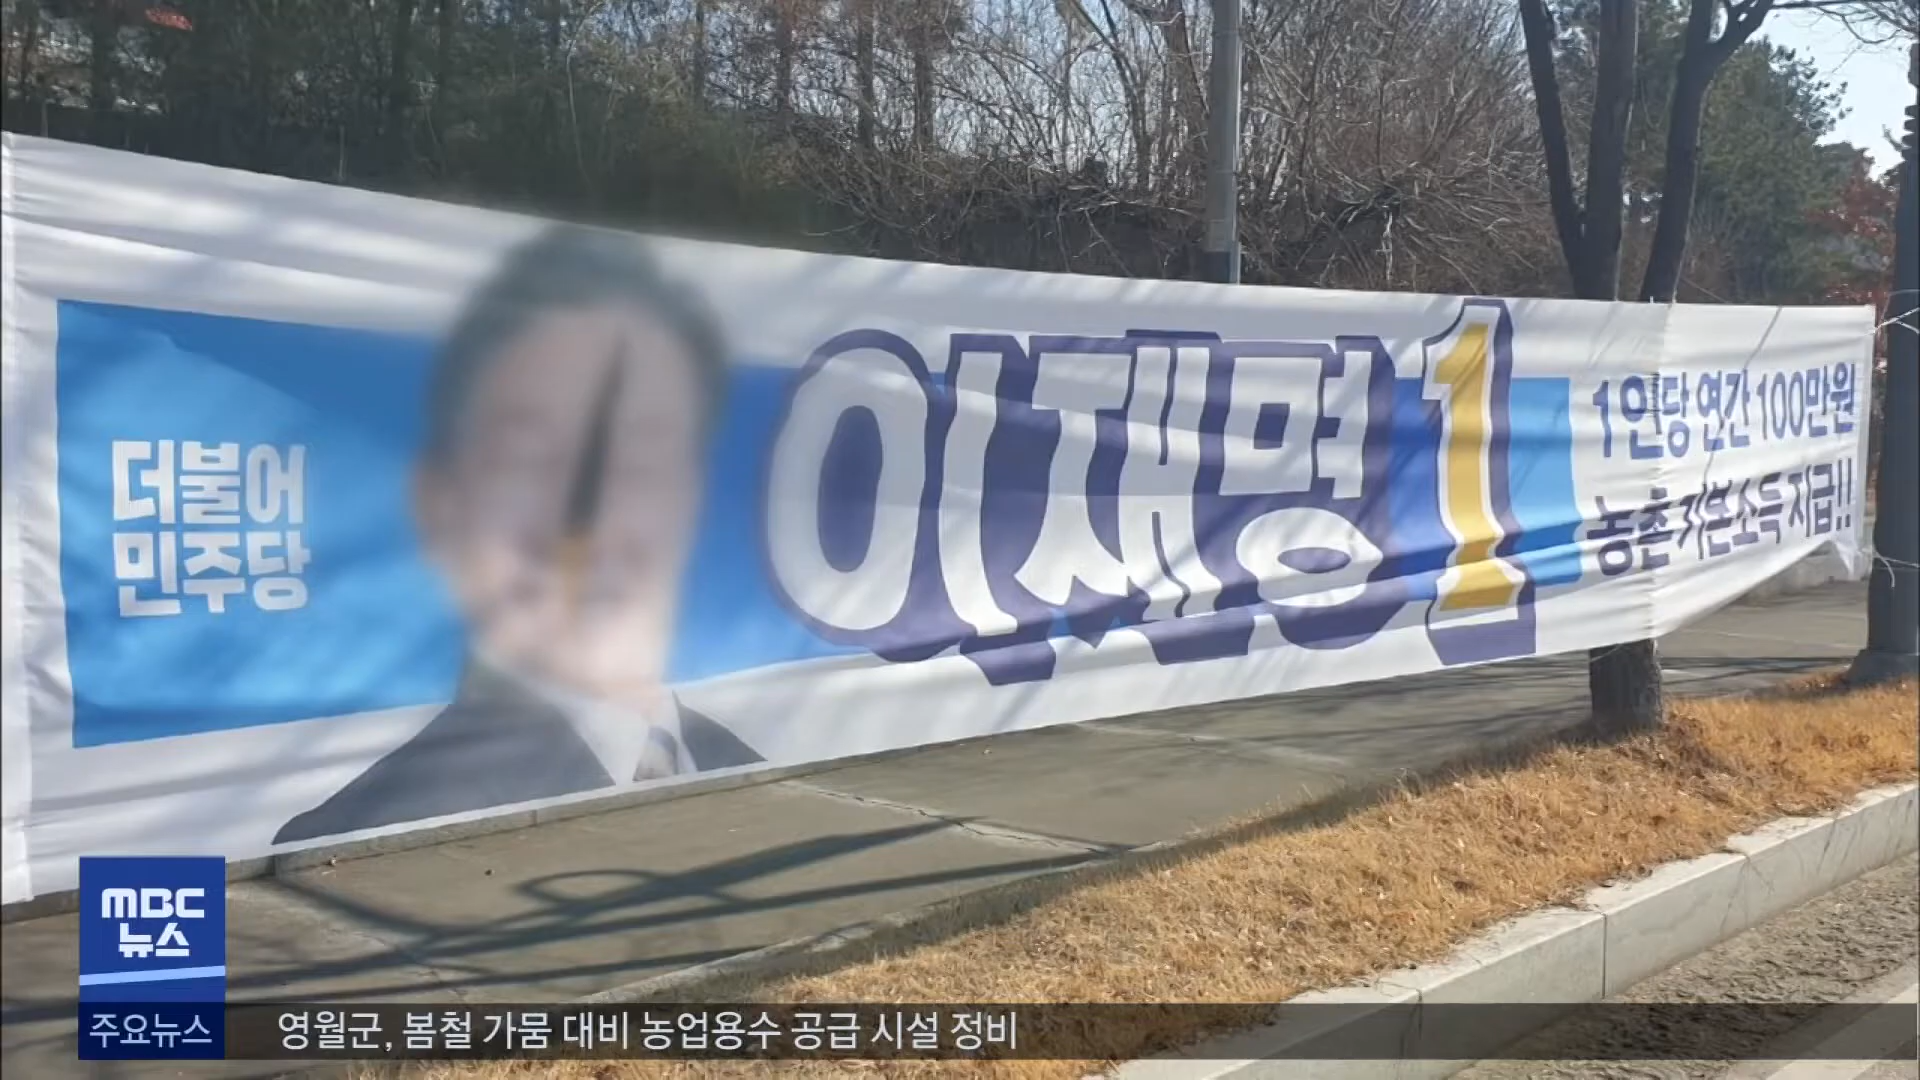 더불어
민주당
이재명
1
1인당 연간 100만원
농촌기본소득 지급!!
MBC
뉴스
주요뉴스
영월군, 봄철 가뭄 대비 농업용수 공급 시설 정비